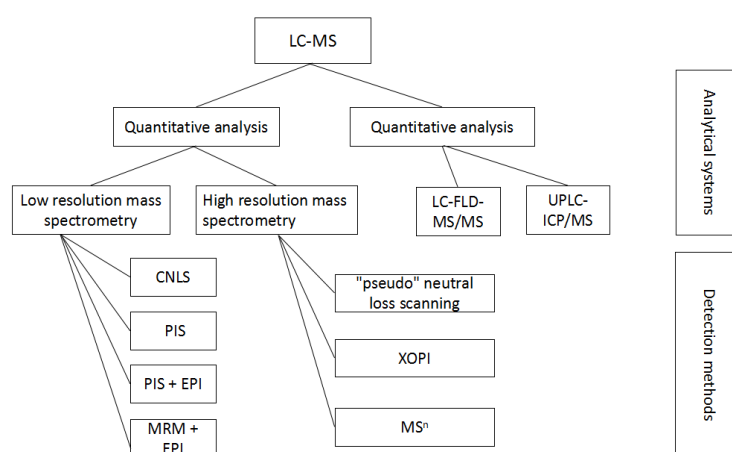 LC-MS
Quantitative analysis
Quantitative analysis
Low resolution mass
spectrometry
High resolution mass
spectrometry
LC-FLD-
MS/MS
UPLC-
ICP/MS
Analytical systems
CNLS
PIS
PIS + EPI
MRM +
EPI
"pseudo" neutral
loss scanning
XOPI
MSⁿ
Detection methods